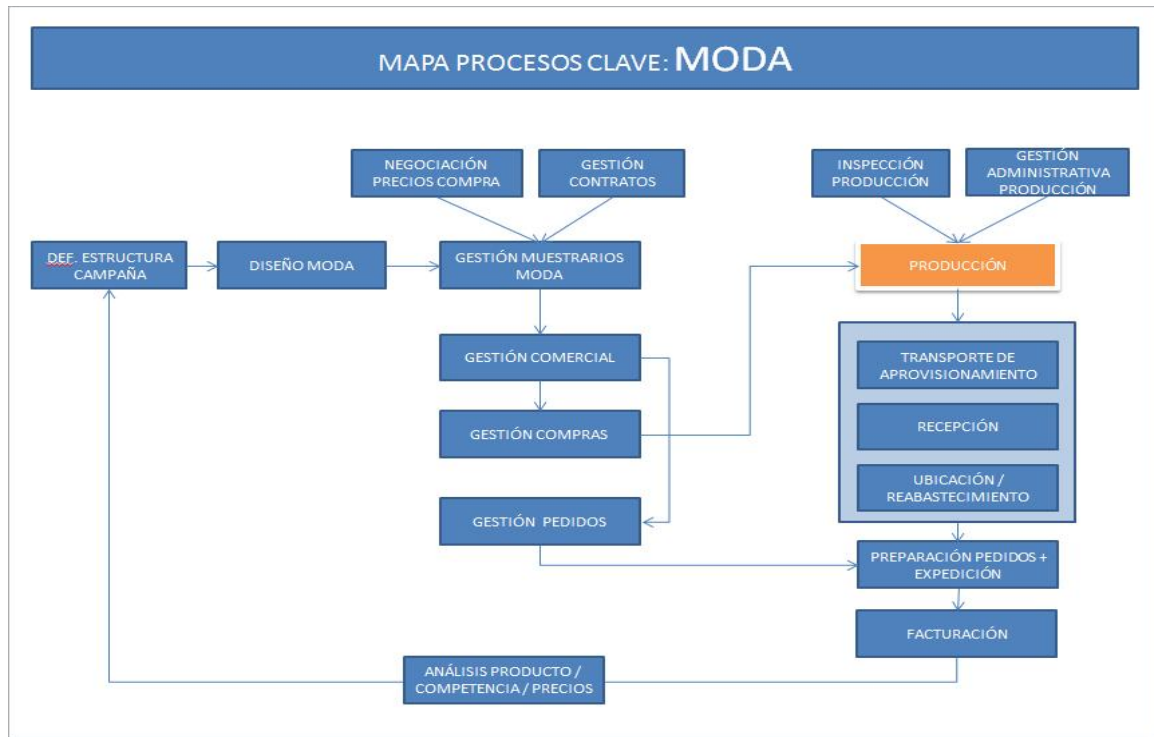 MAPA PROCESOS CLAVE: MODA
NEGOCIACIÓN
PRECIOS COMPRA
GESTIÓN
CONTRATOS
INSPECCIÓN
PRODUCCIÓN
GESTIÓN
ADMINISTRATIVA
PRODUCCIÓN
DEF. ESTRUCTURA
CAMPAÑA
DISEÑO MODA
GESTIÓN MUESTRARIOS
MODA
PRODUCCIÓN
GESTIÓN COMERCIAL
TRANSPORTE DE
APROVISIONAMIENTO
GESTIÓN COMPRAS
RECEPCIÓN
UBICACIÓN /
REABASTECIMIENTO
GESTIÓN PEDIDOS
PREPARACIÓN PEDIDOS +
EXPEDICIÓN
FACTURACIÓN
ANÁLISIS PRODUCTO /
COMPETENCIA / PRECIOS